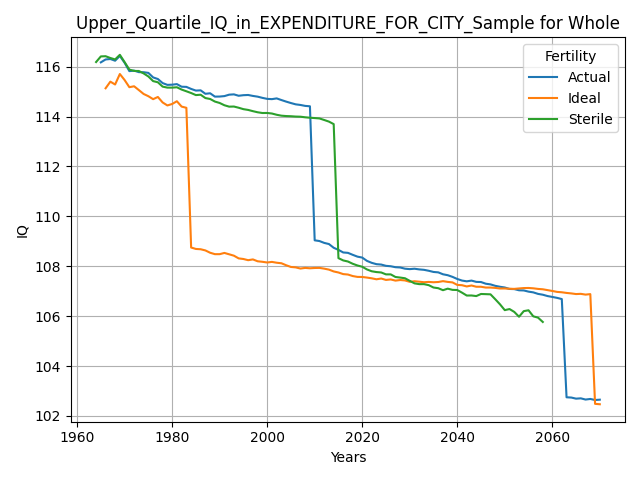 Upper_Quartile_IQ_in_EXPENDITURE_FOR_CITY_Sample for Whole
Fertility
Actual
Ideal
Sterile
IQ
116
114
112
110
108
106
104
102
1960
1980
2000
2020
2040
2060
Years